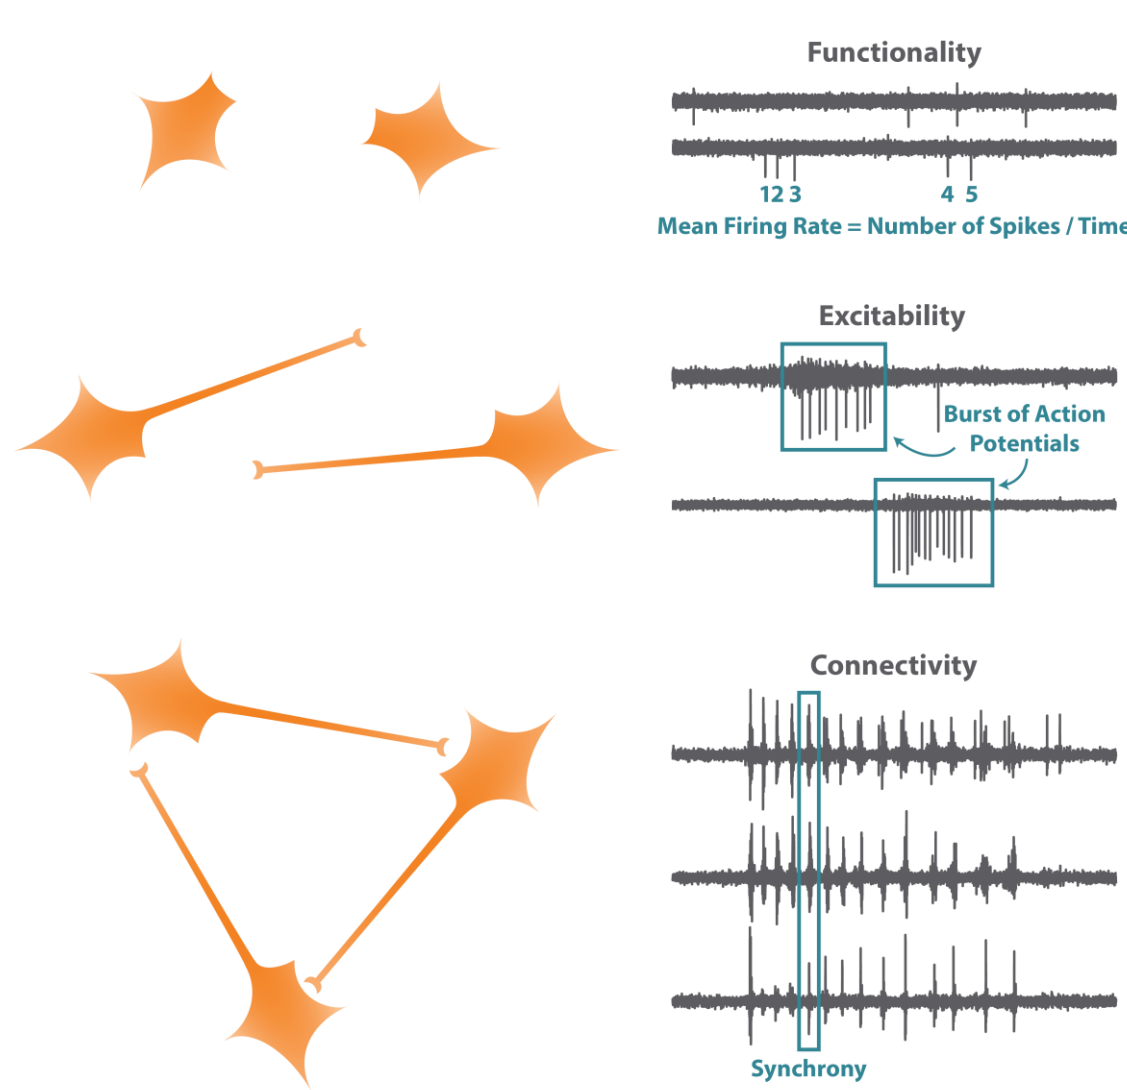 Functionality
12 3 4 5
Mean Firing Rate = Number of Spikes / Time
Excitability
Burst of Action
Potentials
Connectivity
Synchrony